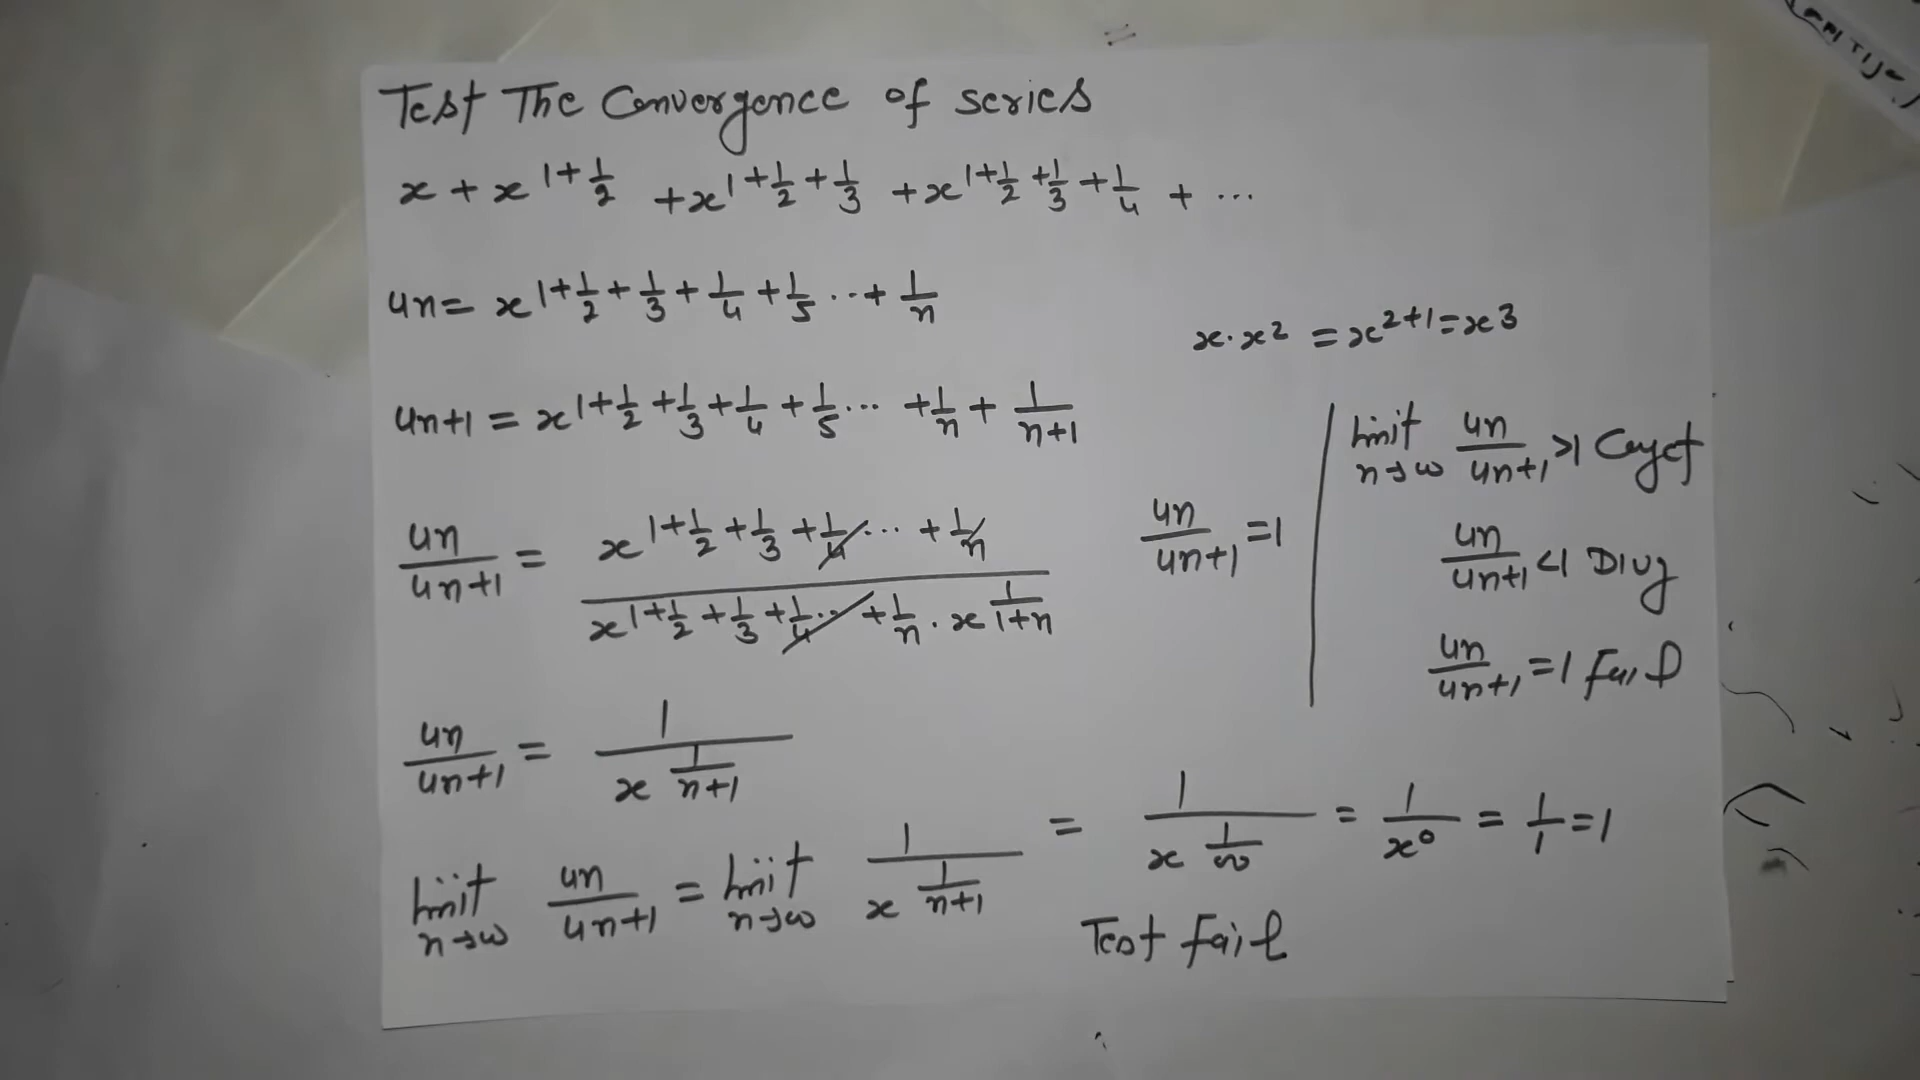 Test The Convergence of series
x + x^{1+1/2} + x^{1+1/2+1/3} + x^{1+1/2+1/3+1/4} + ...
un = x^{1+1/2+1/3+1/4+1/5...+1/n}
x·x² = x^{2+1} = x³
un+1 = x^{1+1/2+1/3+1/4+1/5...+1/n+1/(n+1)}
limit n→∞ un/un+1 >1 Cvgt
un/un+1 = x^{1+1/2+1/3+1/4...+1/n} / x^{1+1/2+1/3+1/4...+1/n} · x^{1/(1+n)}
un/un+1 = 1
un/un+1 <1 Divg
un/un+1 = 1 Fail
un/un+1 = 1/x^{1/(n+1)}
limit n→∞ un/un+1 = limit n→∞ 1/x^{1/(n+1)} = 1/x^{1/∞} = 1/x⁰ = 1/1 = 1
Test Fail